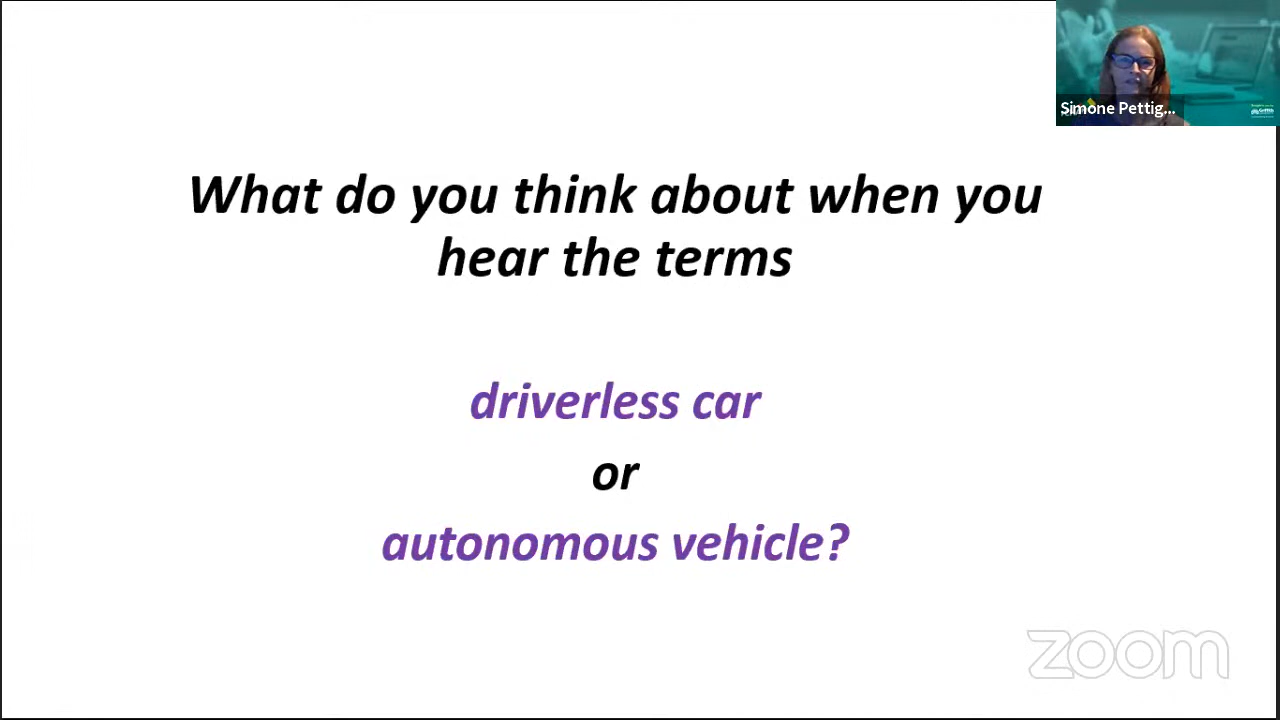 Simone Pettig...
What do you think about when you
hear the terms
driverless car
or
autonomous vehicle?
zoom